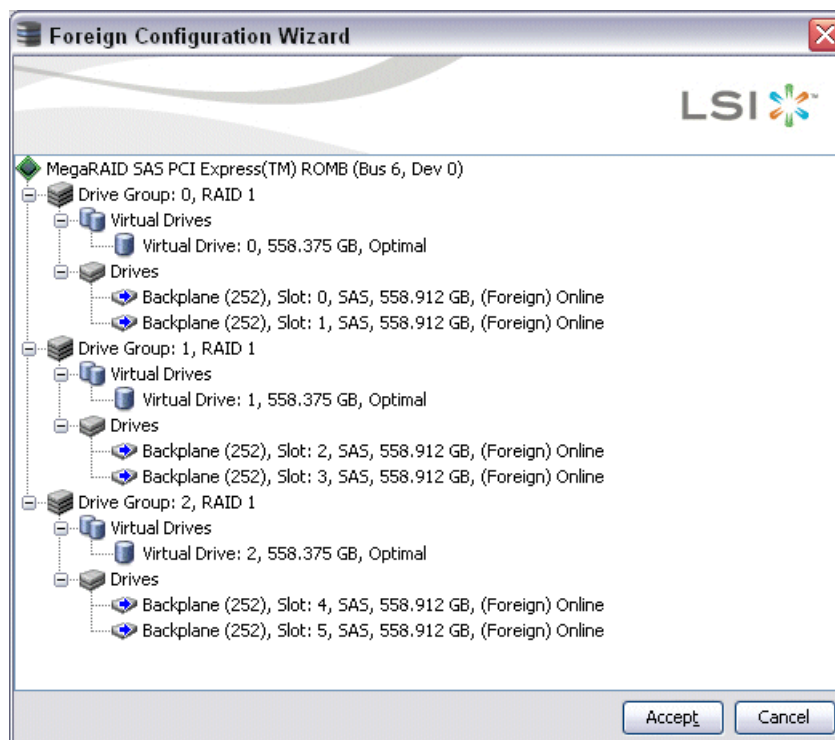 Foreign Configuration Wizard
LSI™
MegaRAID SAS PCI Express(TM) ROMB (Bus 6, Dev 0)
Drive Group: 0, RAID 1
Virtual Drives
Virtual Drive: 0, 558.375 GB, Optimal
Drives
Backplane (252), Slot: 0, SAS, 558.912 GB, (Foreign) Online
Backplane (252), Slot: 1, SAS, 558.912 GB, (Foreign) Online
Drive Group: 1, RAID 1
Virtual Drives
Virtual Drive: 1, 558.375 GB, Optimal
Drives
Backplane (252), Slot: 2, SAS, 558.912 GB, (Foreign) Online
Backplane (252), Slot: 3, SAS, 558.912 GB, (Foreign) Online
Drive Group: 2, RAID 1
Virtual Drives
Virtual Drive: 2, 558.375 GB, Optimal
Drives
Backplane (252), Slot: 4, SAS, 558.912 GB, (Foreign) Online
Backplane (252), Slot: 5, SAS, 558.912 GB, (Foreign) Online
Accept Cancel